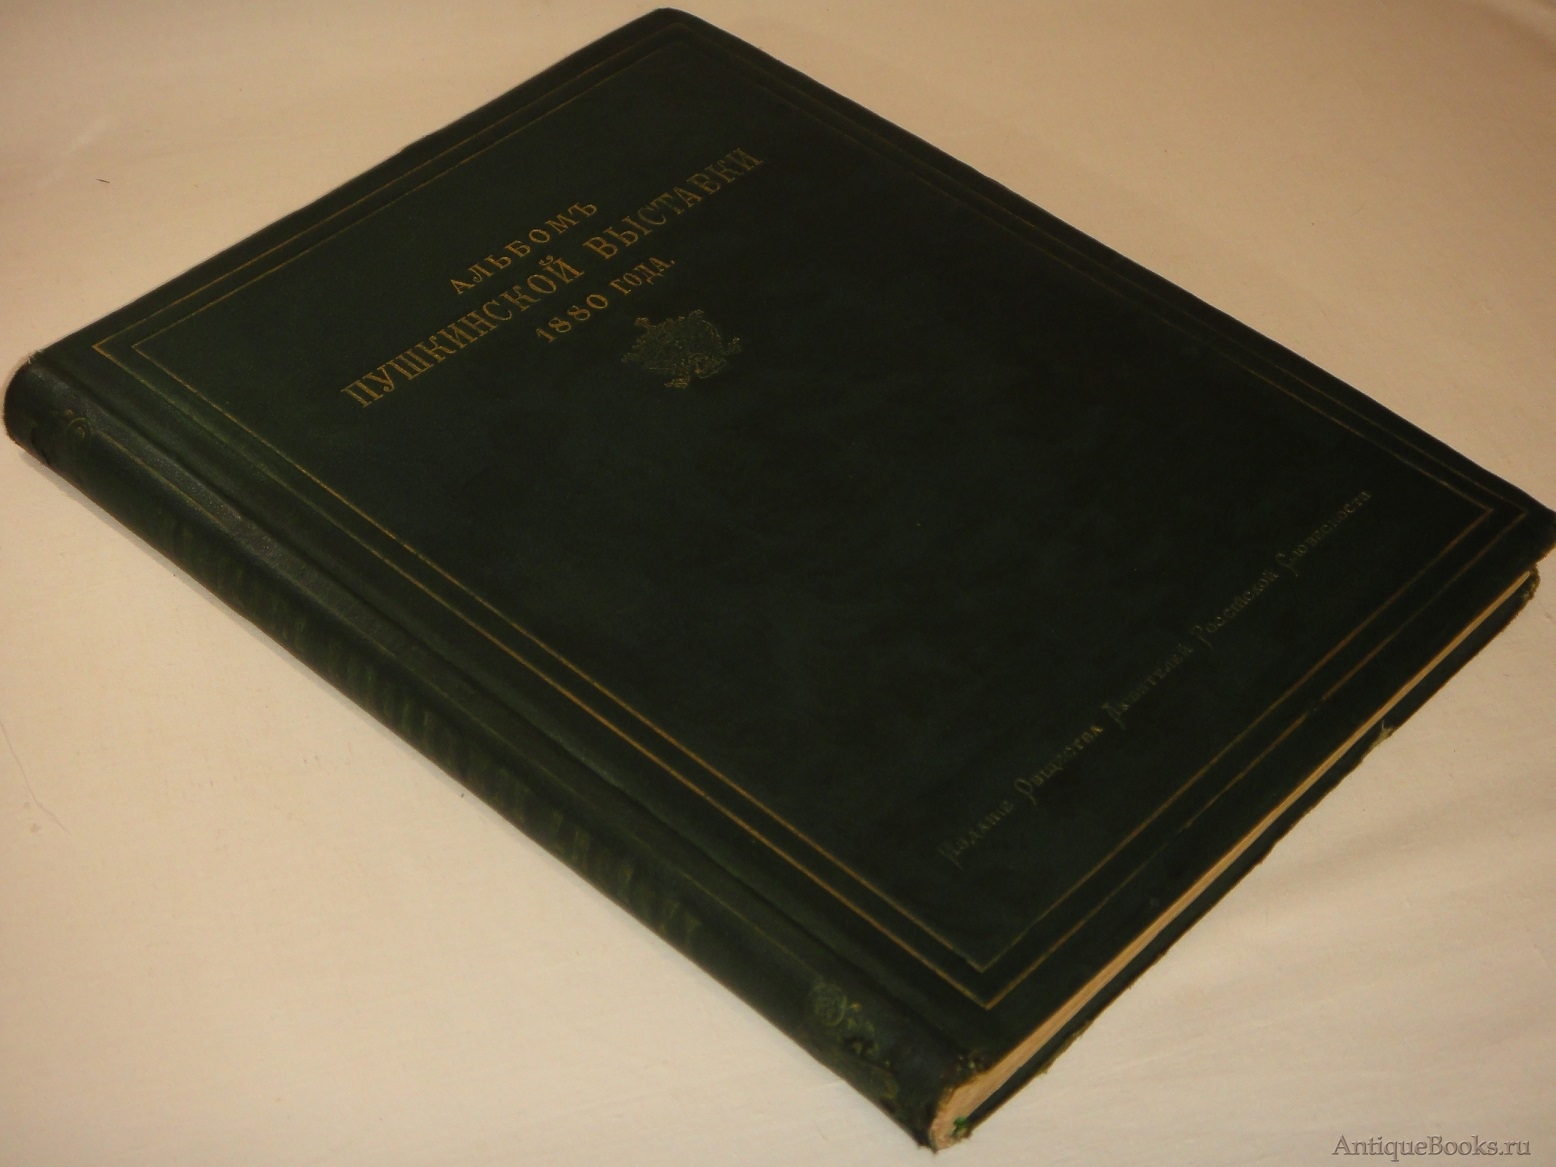 АЛЬБОМЪ
ПУШКИНСКОЙ ВЫСТАВКИ
1880 ГОДА.
Изданіе Общества Любителей Россійской Словесности
AntiqueBooks.ru